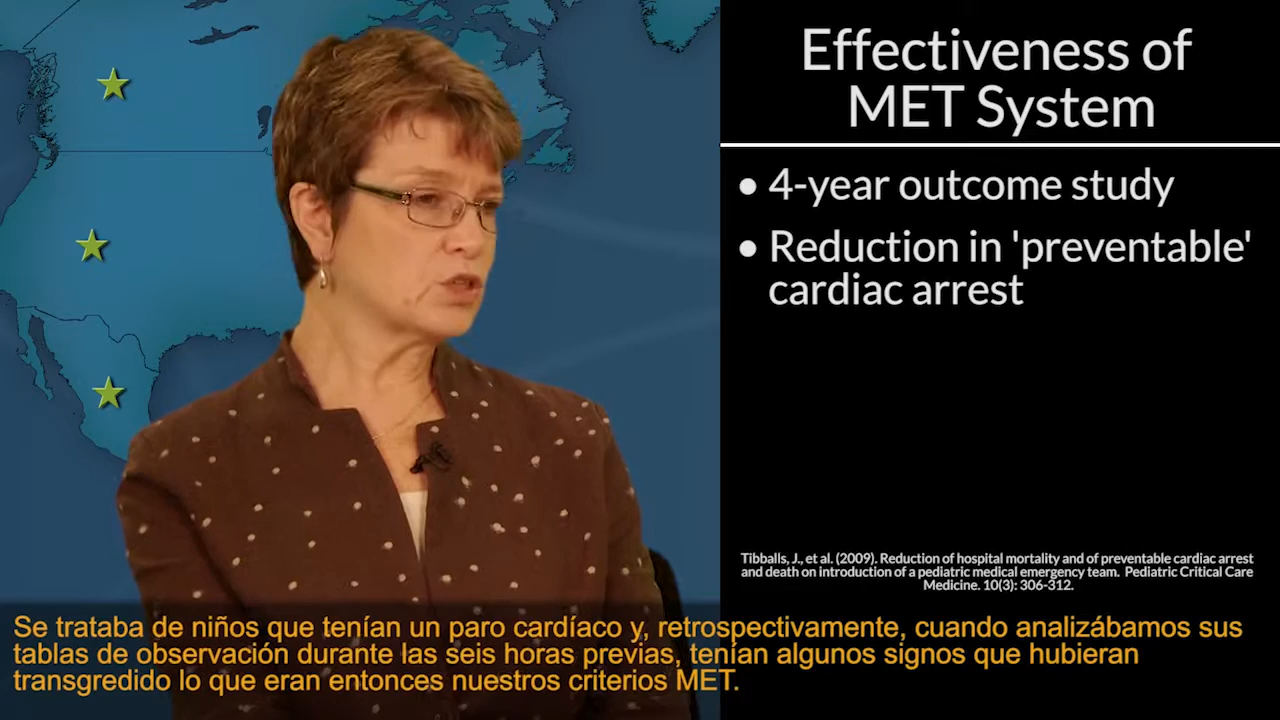 Effectiveness of
MET System
• 4-year outcome study
• Reduction in 'preventable'
cardiac arrest
Tibballs, J., et al. (2009). Reduction of hospital mortality and of preventable cardiac arrest
and death on introduction of a pediatric medical emergency team. Pediatric Critical Care
Medicine. 10(3): 306-312.
Se trataba de niños que tenían un paro cardíaco y, retrospectivamente, cuando analizábamos sus
tablas de observación durante las seis horas previas, tenían algunos signos que hubieran
transgredido lo que eran entonces nuestros criterios MET.